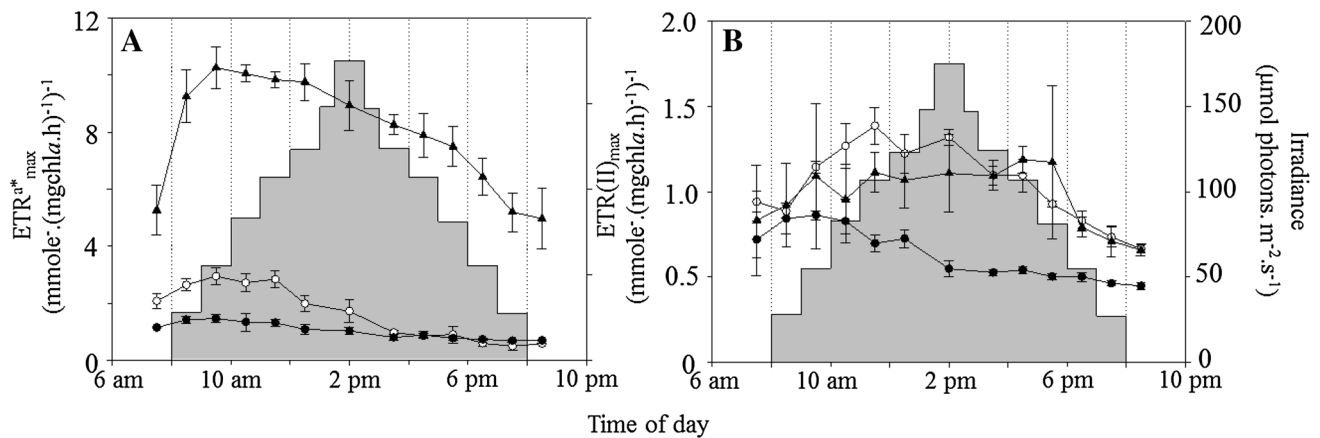 A
12
8
4
0
ETRa*max
(mmole-.(mgchla.h)-1)-1
6 am
10 am
2 pm
6 pm
10 pm
B
2.0
1.5
1.0
0.5
0
ETR(II)max
(mmole-.(mgchla.h)-1)-1
200
150
100
50
0
Irradiance
(μmol photons. m-2.s-1)
6 am
10 am
2 pm
6 pm
10 pm
Time of day